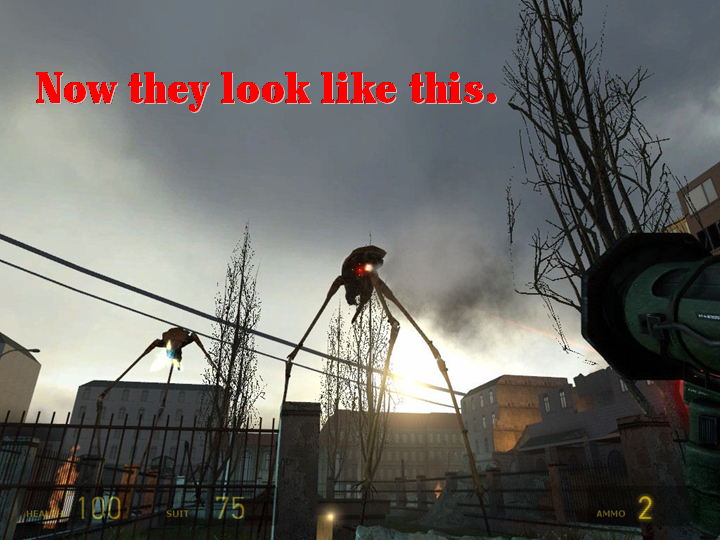 Now they look like this.
HEALTH 100 SUIT 75 AMMO 2